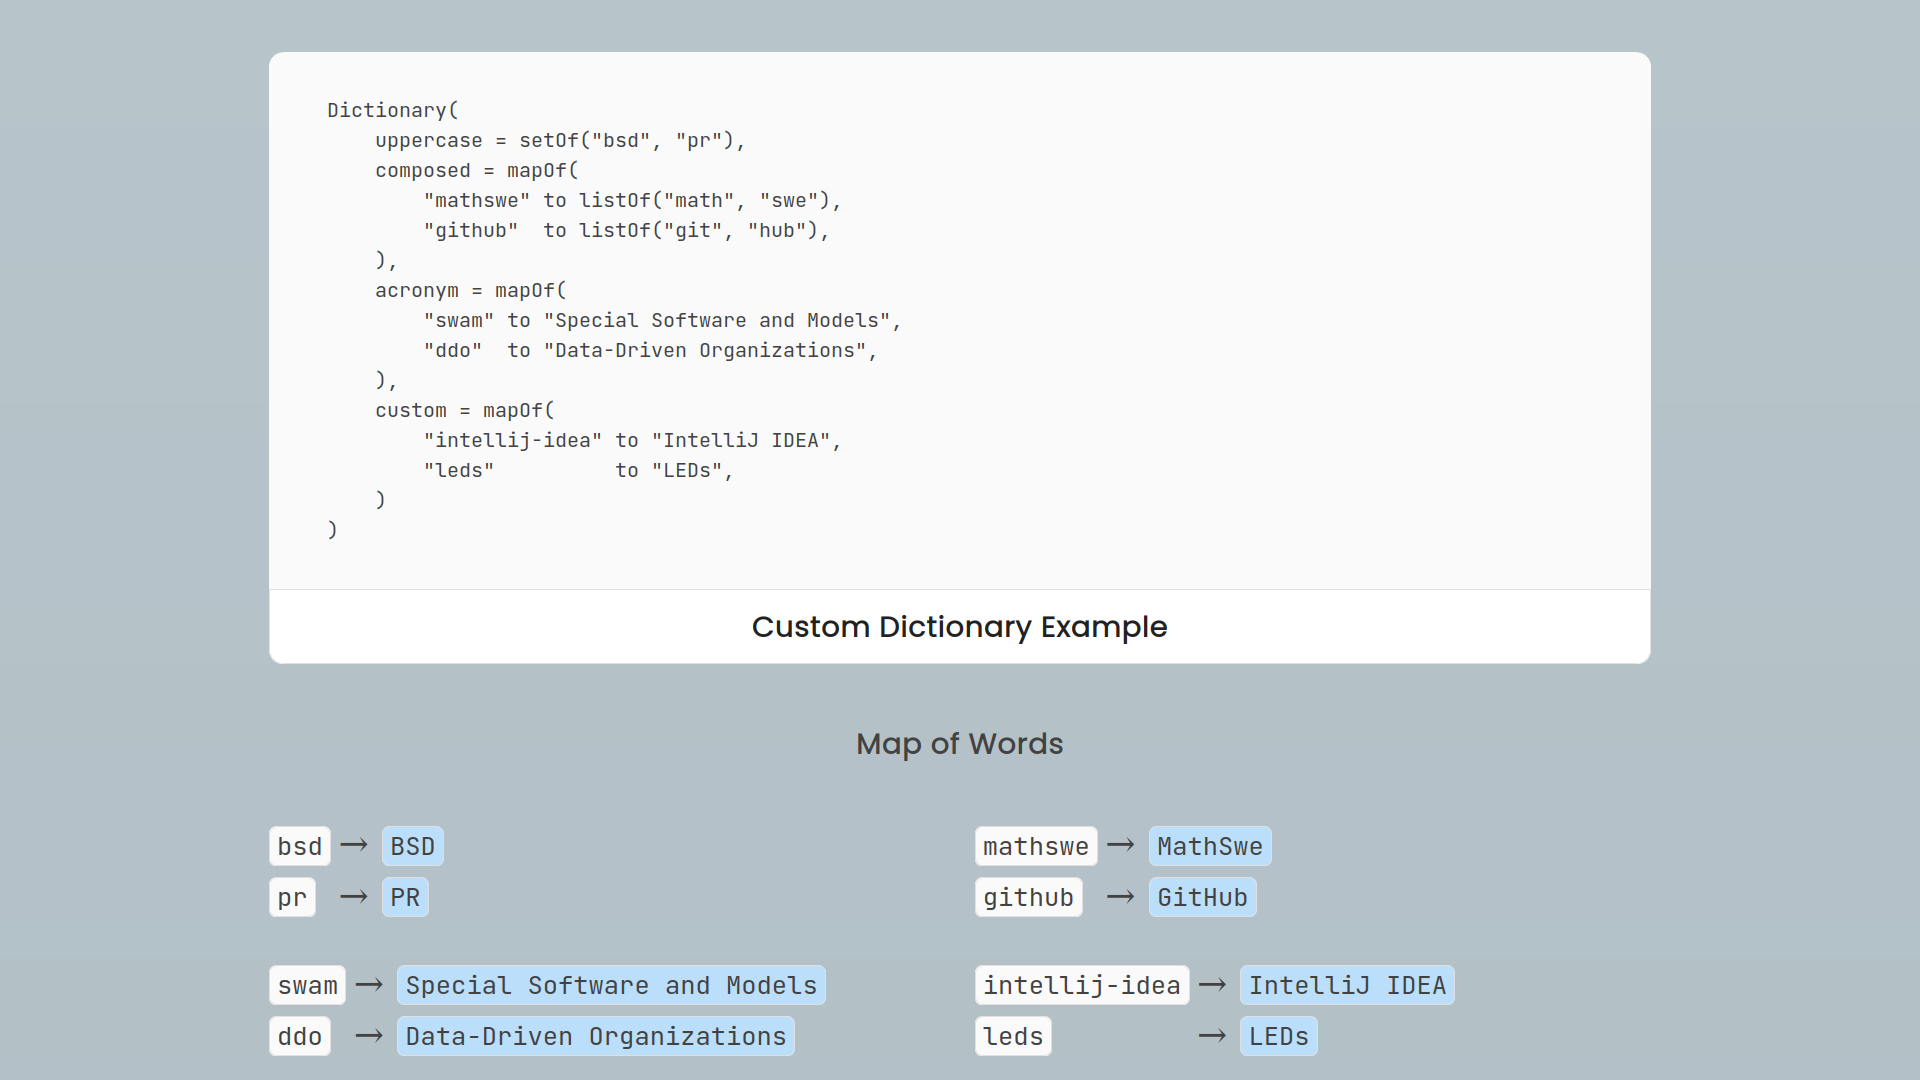 Dictionary(
    uppercase = setOf("bsd", "pr"),
    composed = mapOf(
        "mathswe" to listOf("math", "swe"),
        "github"  to listOf("git", "hub"),
    ),
    acronym = mapOf(
        "swam" to "Special Software and Models",
        "ddo"  to "Data-Driven Organizations",
    ),
    custom = mapOf(
        "intellij-idea" to "IntelliJ IDEA",
        "leds"          to "LEDs",
    )
)
Custom Dictionary Example
Map of Words
bsd → BSD
pr → PR
mathswe → MathSwe
github → GitHub
swam → Special Software and Models
ddo → Data-Driven Organizations
intellij-idea → IntelliJ IDEA
leds → LEDs